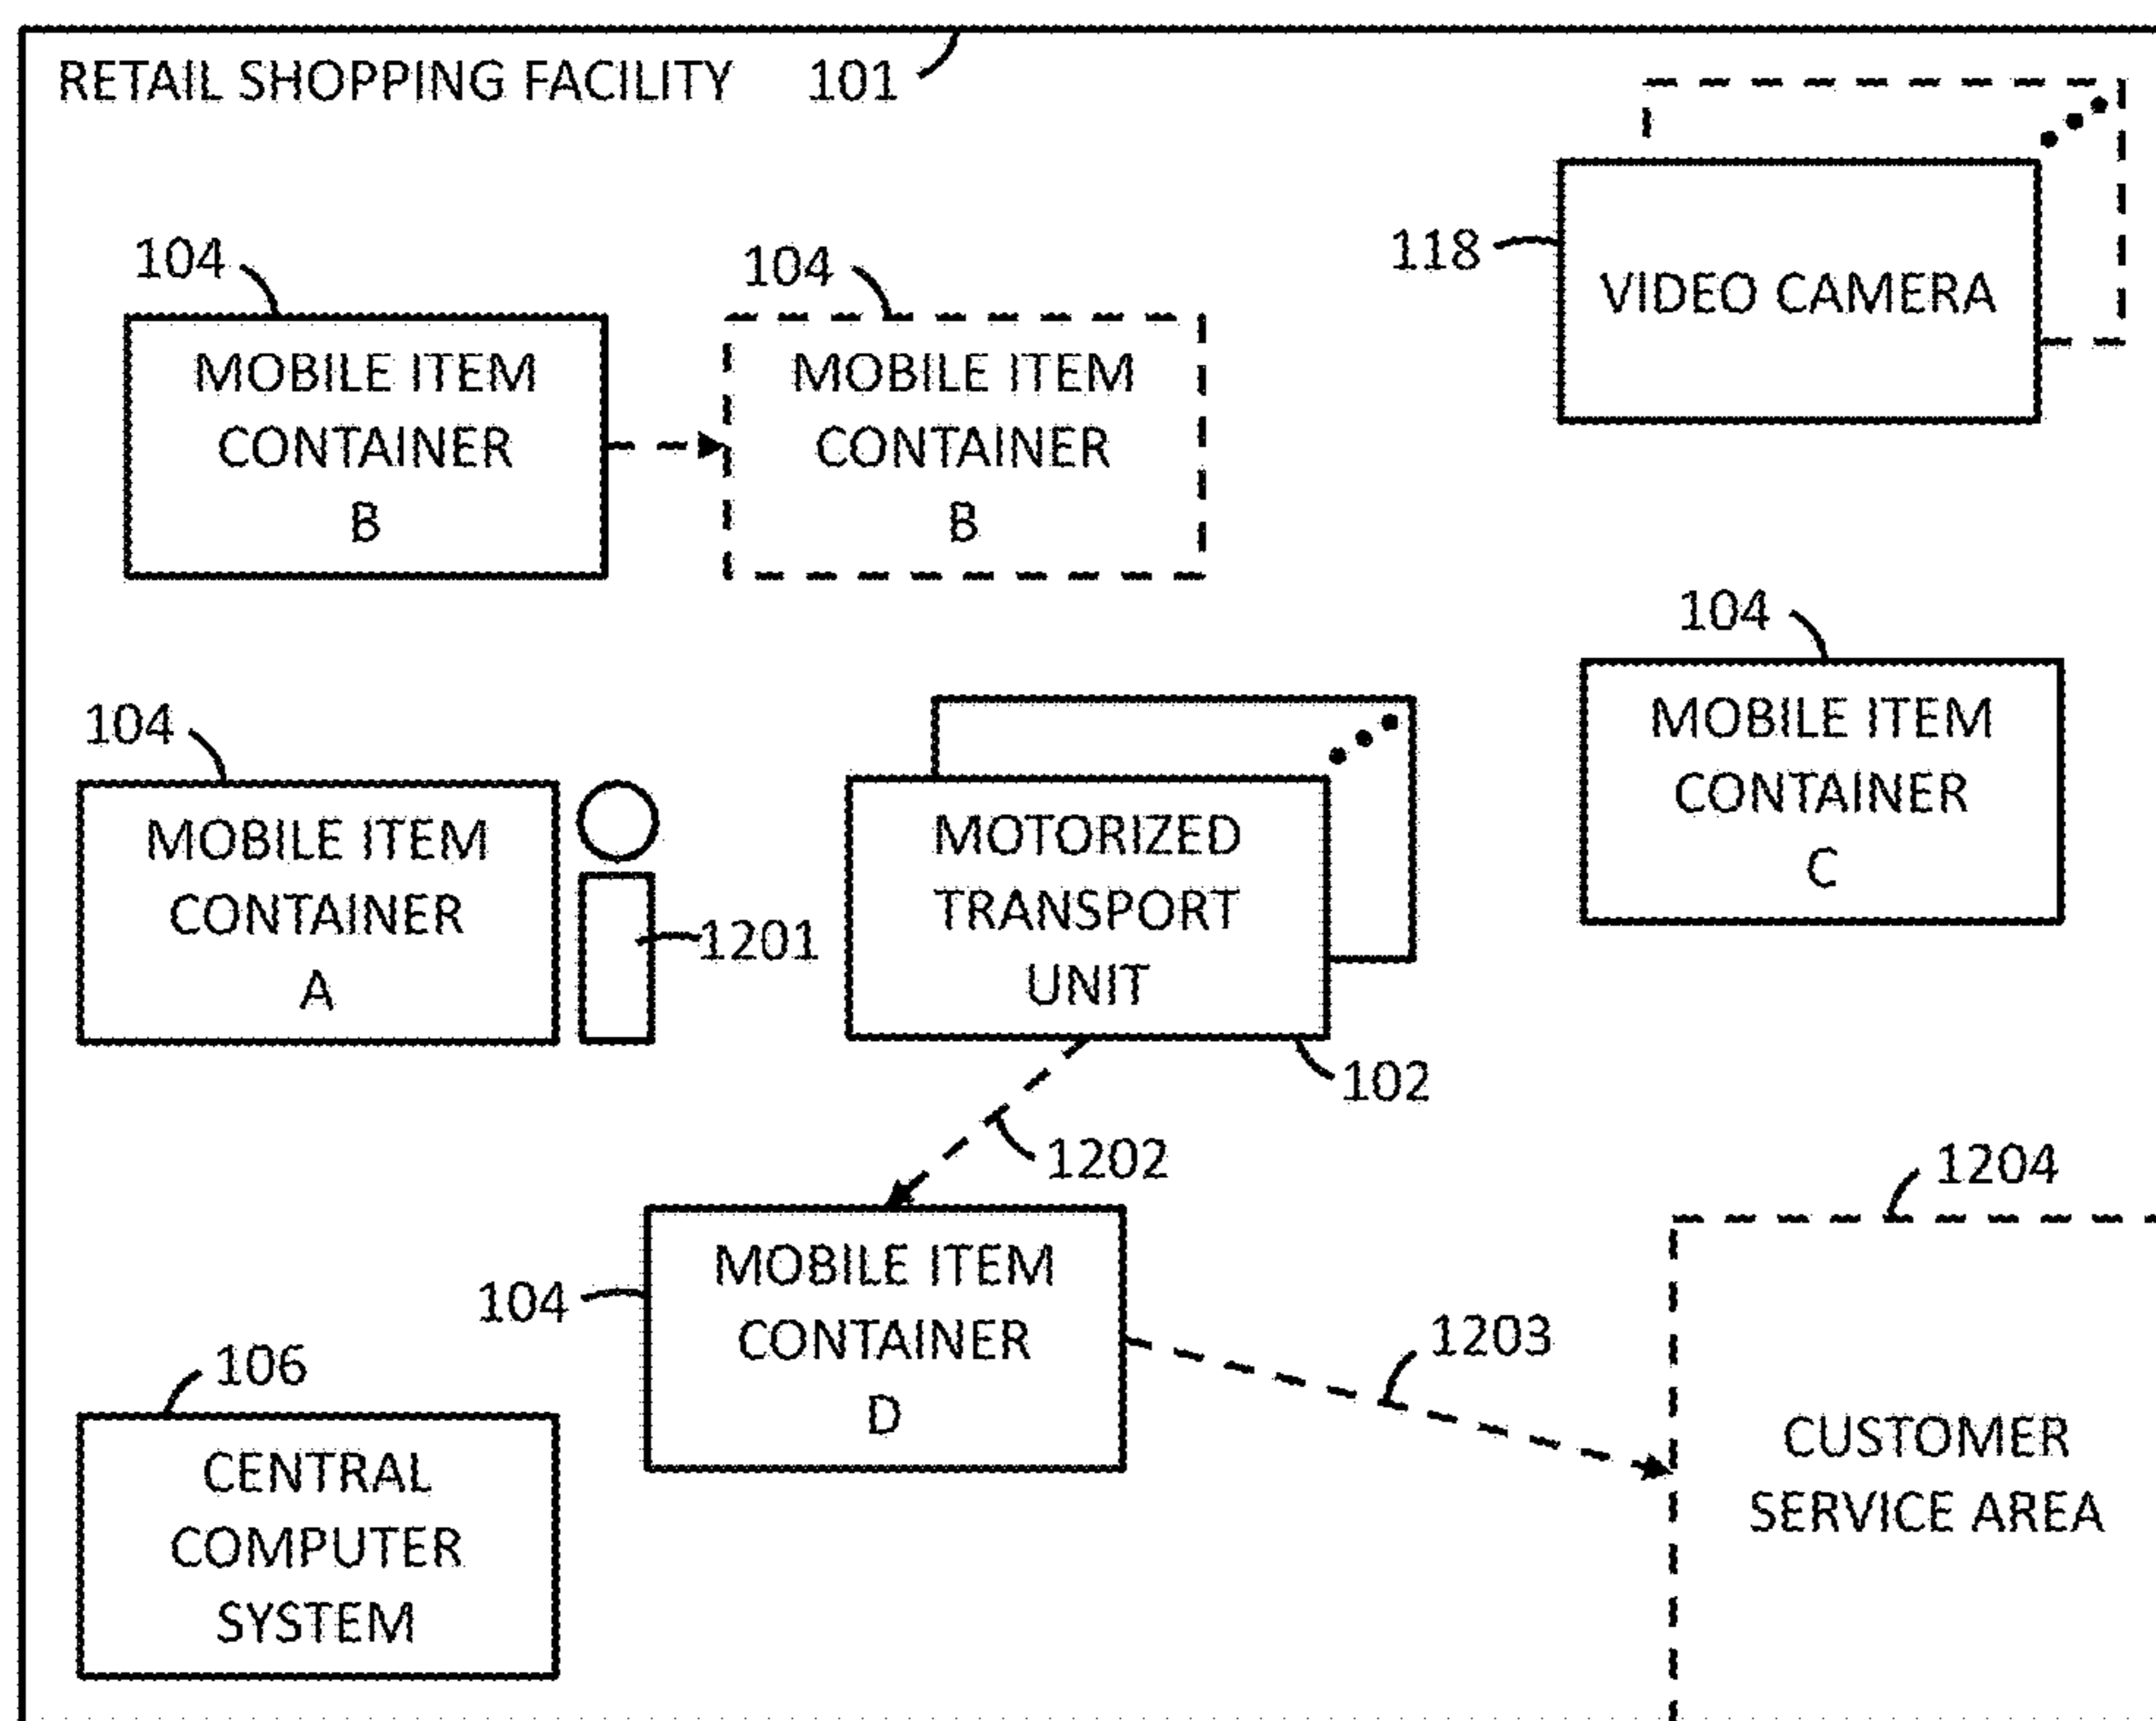 RETAIL SHOPPING FACILITY 101
118
VIDEO CAMERA
104
MOBILE ITEM
CONTAINER
B
104
MOBILE ITEM
CONTAINER
B
104
MOBILE ITEM
CONTAINER
C
104
MOBILE ITEM
CONTAINER
A
1201
MOTORIZED
TRANSPORT
UNIT
102
1202
104
MOBILE ITEM
CONTAINER
D
1203
1204
CUSTOMER
SERVICE AREA
106
CENTRAL
COMPUTER
SYSTEM